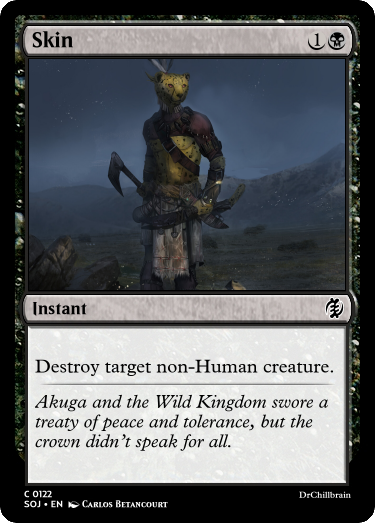 Skin 1
Instant
Destroy target non-Human creature.
Akuga and the Wild Kingdom swore a
treaty of peace and tolerance, but the
crown didn't speak for all.
C 0122
SOJ • EN Carlos Betancourt
DrChillbrain